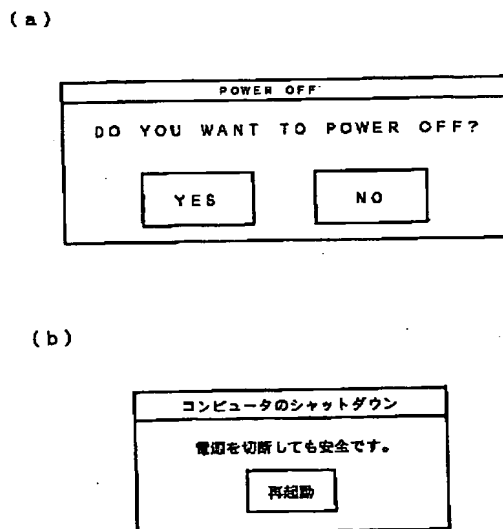 (a)
POWER OFF
DO YOU WANT TO POWER OFF?
YES
NO
(b)
コンピュータのシャットダウン
電源を切断しても安全です。
再起動